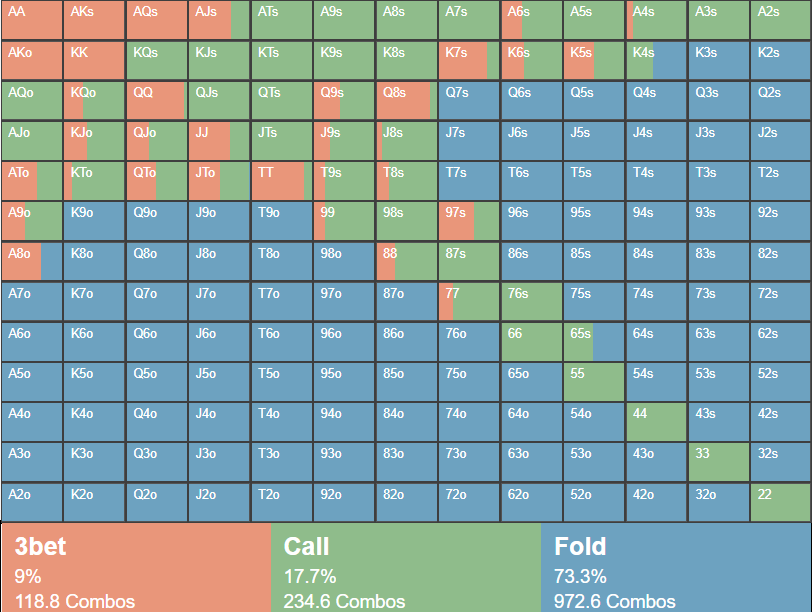 AA AKs AQs AJs ATs A9s A8s A7s A6s A5s A4s A3s A2s
AKo KK KQs KJs KTs K9s K8s K7s K6s K5s K4s K3s K2s
AQo KQo QQ QJs QTs Q9s Q8s Q7s Q6s Q5s Q4s Q3s Q2s
AJo KJo QJo JJ JTs J9s J8s J7s J6s J5s J4s J3s J2s
ATo KTo QTo JTo TT T9s T8s T7s T6s T5s T4s T3s T2s
A9o K9o Q9o J9o T9o 99 98s 97s 96s 95s 94s 93s 92s
A8o K8o Q8o J8o T8o 98o 88 87s 86s 85s 84s 83s 82s
A7o K7o Q7o J7o T7o 97o 87o 77 76s 75s 74s 73s 72s
A6o K6o Q6o J6o T6o 96o 86o 76o 66 65s 64s 63s 62s
A5o K5o Q5o J5o T5o 95o 85o 75o 65o 55 54s 53s 52s
A4o K4o Q4o J4o T4o 94o 84o 74o 64o 54o 44 43s 42s
A3o K3o Q3o J3o T3o 93o 83o 73o 63o 53o 43o 33 32s
A2o K2o Q2o J2o T2o 92o 82o 72o 62o 52o 42o 32o 22
3bet Call Fold
9% 17.7% 73.3%
118.8 Combos 234.6 Combos 972.6 Combos